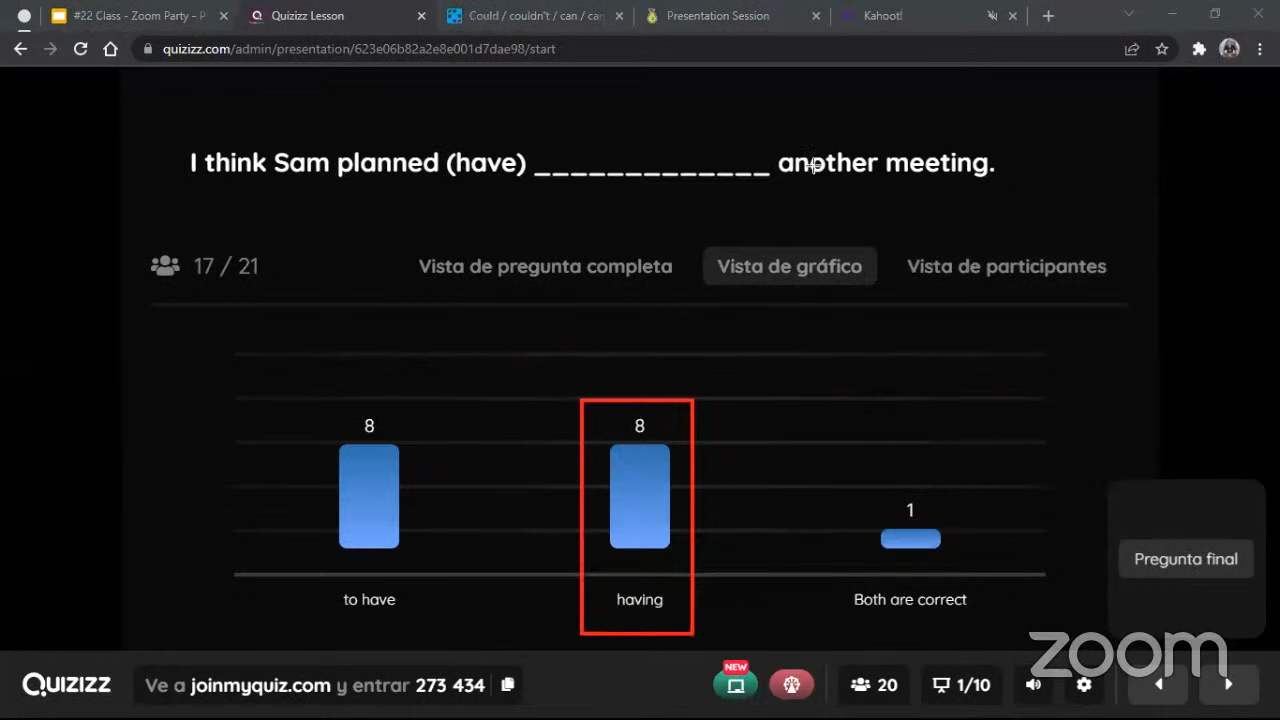 #22 Class - Zoom Party - P
Quizizz Lesson
Could / couldn't / can / can
Presentation Session
Kahoot!
quizizz.com/admin/presentation/623e06b82a2e8e001d7dae98/start
I think Sam planned (have) _____________ another meeting.
17 / 21
Vista de pregunta completa
Vista de gráfico
Vista de participantes
8
8
1
to have
having
Both are correct
Pregunta final
zoom
Quizizz
Ve a joinmyquiz.com y entrar 273 434
NEW
20
1/10